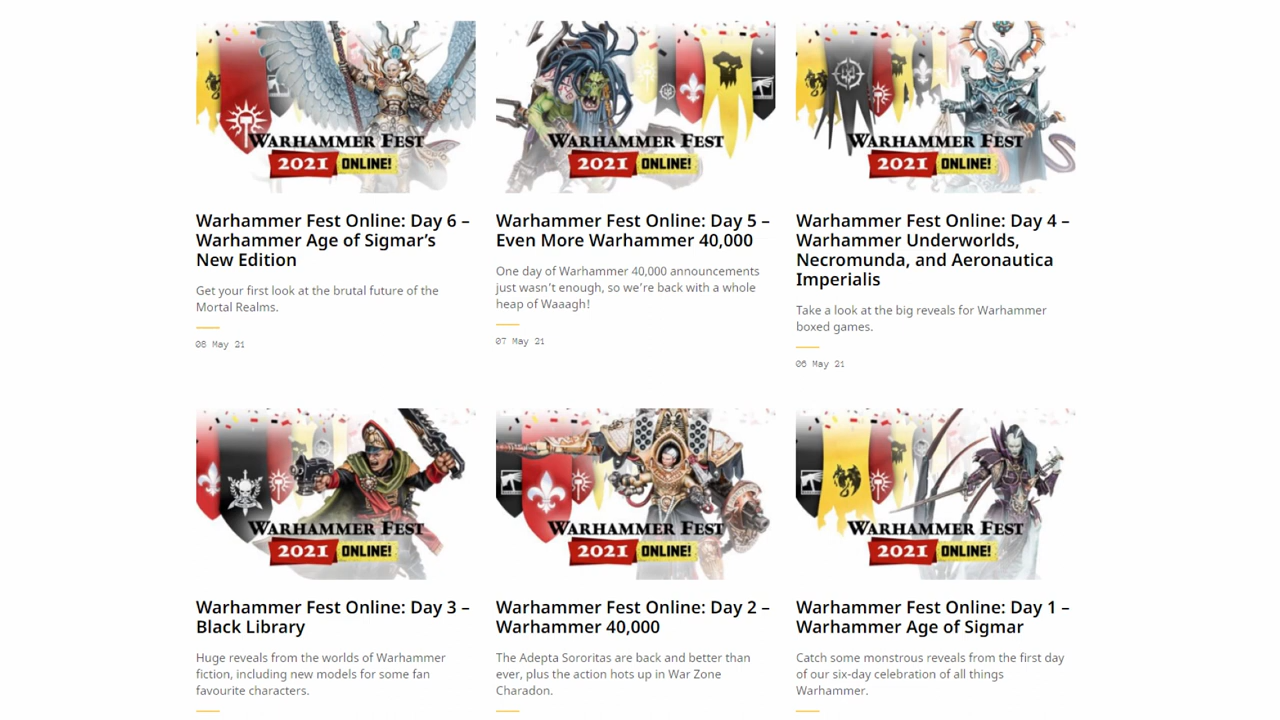 WARHAMMER FEST
2021 ONLINE!
WARHAMMER FEST
2021 ONLINE!
WARHAMMER FEST
2021 ONLINE!
Warhammer Fest Online: Day 6 –
Warhammer Age of Sigmar’s
New Edition
Get your first look at the brutal future of the
Mortal Realms.
08 May 21
Warhammer Fest Online: Day 5 –
Even More Warhammer 40,000
One day of Warhammer 40,000 announcements
just wasn’t enough, so we’re back with a whole
heap of Waaagh!
07 May 21
Warhammer Fest Online: Day 4 –
Warhammer Underworlds,
Necromunda, and Aeronautica
Imperialis
Take a look at the big reveals for Warhammer
boxed games.
06 May 21
WARHAMMER FEST
2021 ONLINE!
WARHAMMER FEST
2021 ONLINE!
WARHAMMER FEST
2021 ONLINE!
Warhammer Fest Online: Day 3 –
Black Library
Huge reveals from the worlds of Warhammer
fiction, including new models for some fan
favourite characters.
Warhammer Fest Online: Day 2 –
Warhammer 40,000
The Adepta Sororitas are back and better than
ever, plus the action hots up in War Zone
Charadon.
Warhammer Fest Online: Day 1 –
Warhammer Age of Sigmar
Catch some monstrous reveals from the first day
of our six-day celebration of all things
Warhammer.